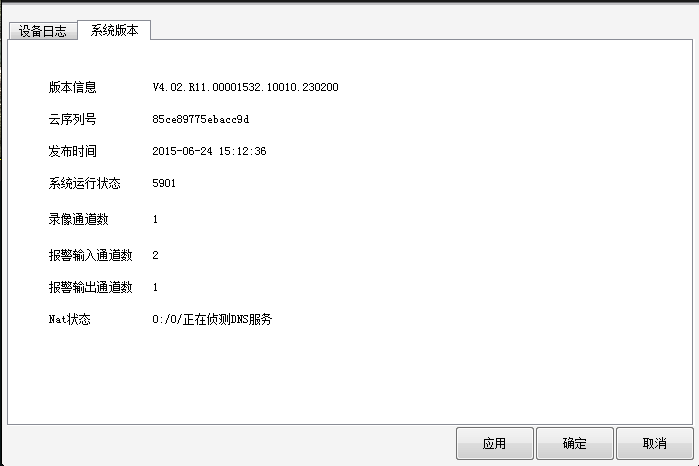 设备日志 系统版本
版本信息 V4.02.R11.00001532.10010.230200
云序列号 85ce89775ebacc9d
发布时间 2015-06-24 15:12:36
系统运行状态 5901
录像通道数 1
报警输入通道数 2
报警输出通道数 1
Nat状态 0:/0/正在侦测DNS服务
应用 确定 取消